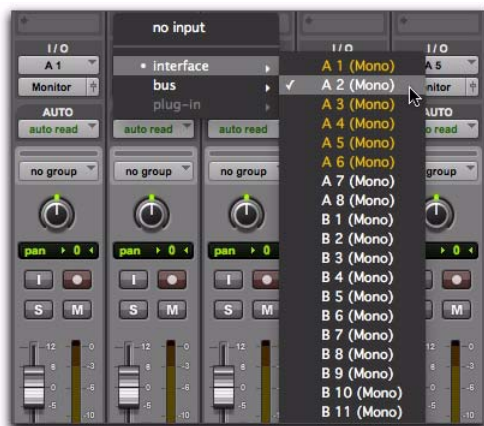 no input
I / O
I / O
A 1
• interface
A 1 (Mono)
A 5
Monitor
bus
✓ A 2 (Mono)
Monitor
plug-in
A 3 (Mono)
AUTO
A 4 (Mono)
AUTO
auto read
auto read
auto read
A 5 (Mono)
auto read
A 6 (Mono)
no group
no group
no group
A 7 (Mono)
group
A 8 (Mono)
B 1 (Mono)
B 2 (Mono)
pan 0
pan 0
pan 0
B 3 (Mono)
0
I
I
I
B 4 (Mono)
B 5 (Mono)
S M
S M
S M
B 6 (Mono)
M
B 7 (Mono)
B 8 (Mono)
B 9 (Mono)
B 10 (Mono)
B 11 (Mono)